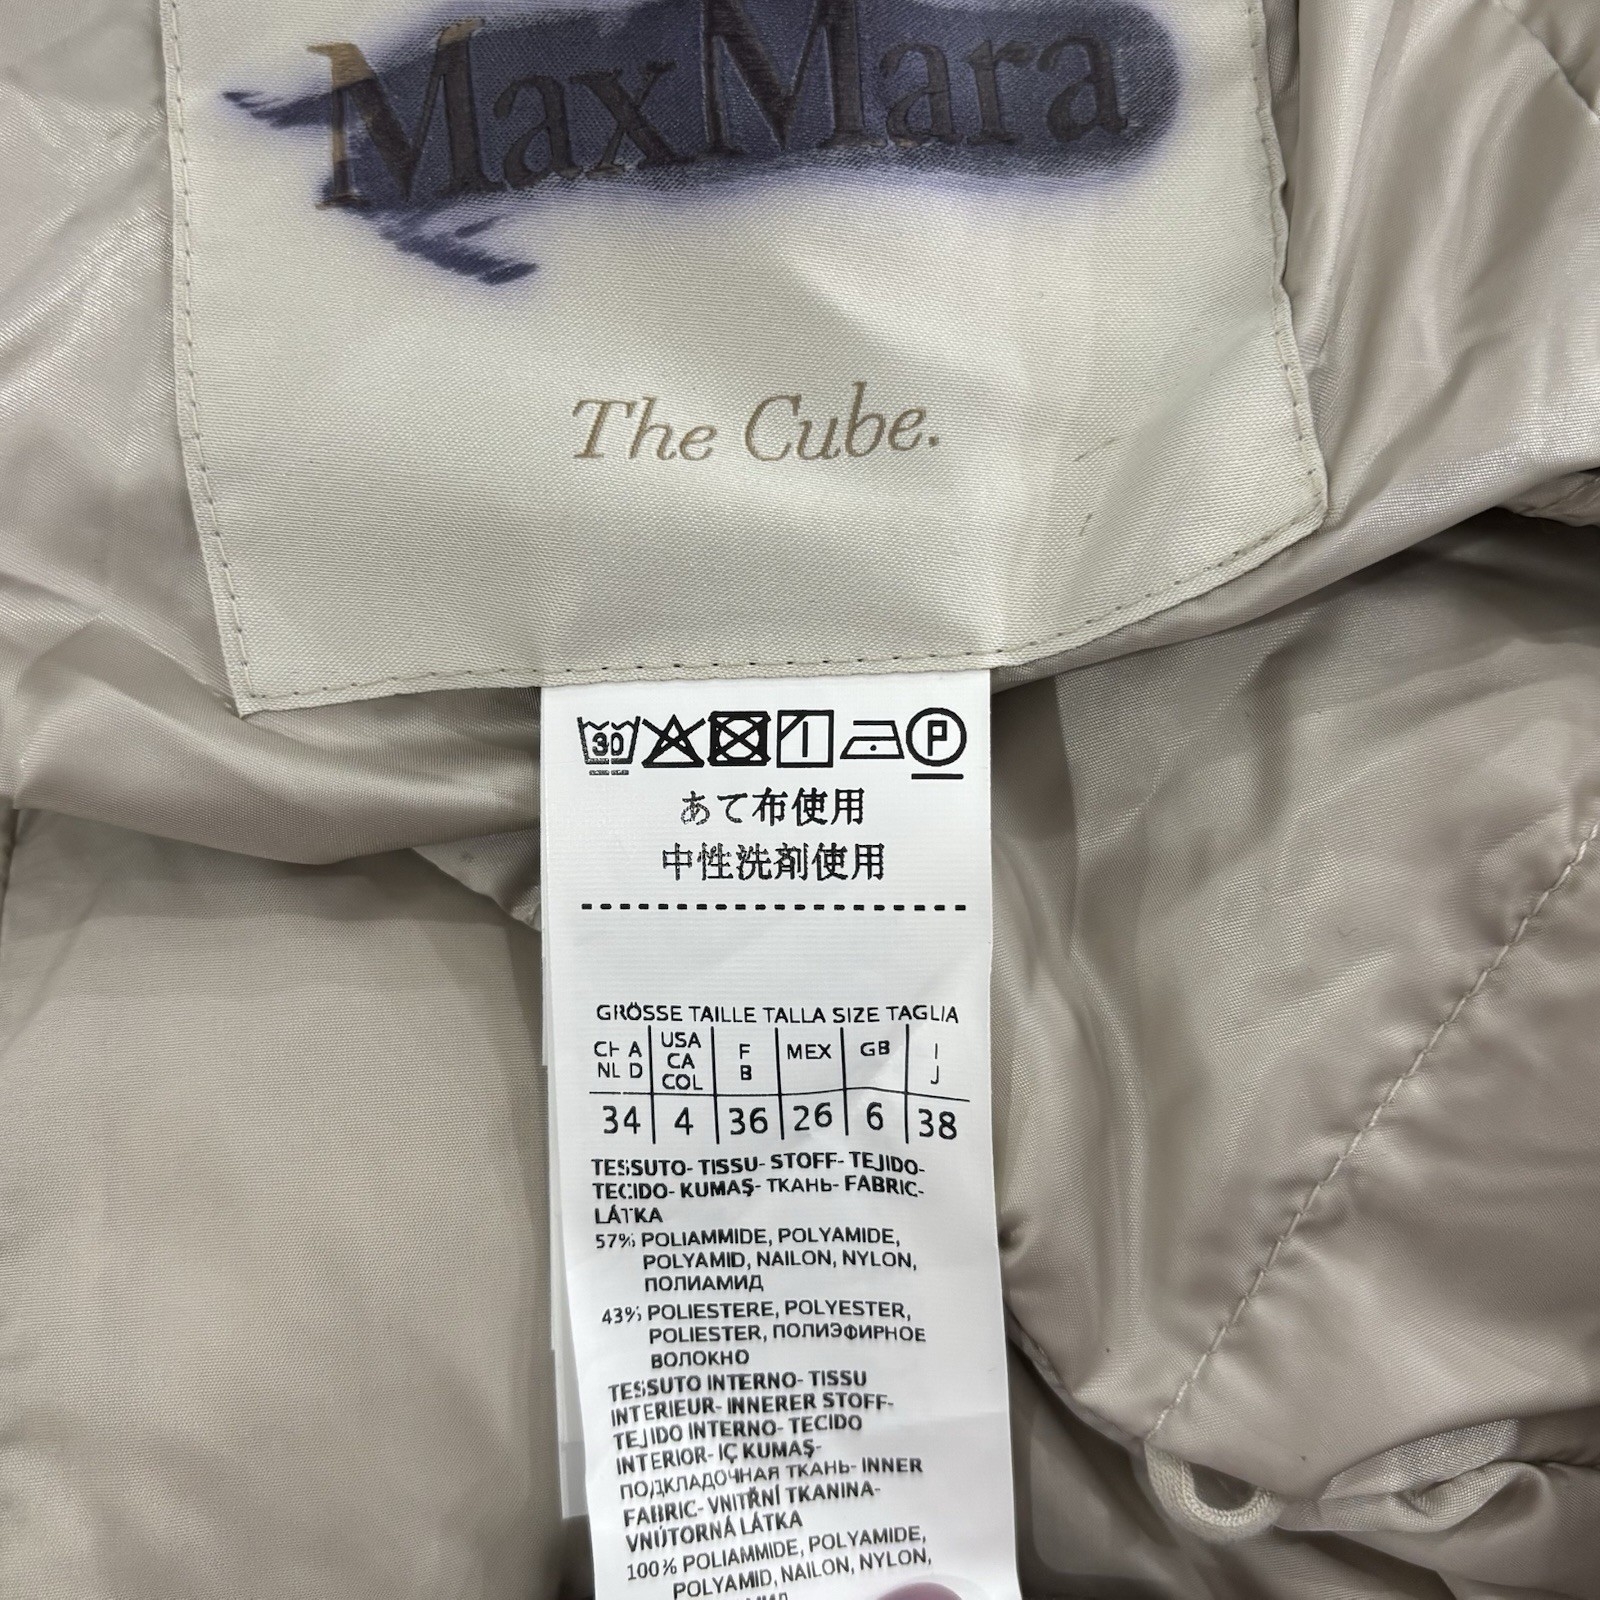 MaxMara
The Cube.
30 P
あて布使用
中性洗剤使用
GRÖSSE TAILLE TALLA SIZE TAGLIA
CH A USA F MEX GB I
NL D CA B J
COL
34 4 36 26 6 38
TESSUTO- TISSU- STOFF- TEJIDO-
TECIDO- KUMAŞ- ТКАНЬ- FABRIC-
LÁTKA
57% POLIAMMIDE, POLYAMIDE,
POLYAMID, NAILON, NYLON,
ПОЛИАМИД
43% POLIESTERE, POLYESTER,
POLIESTER, ПОЛИЭФИРНОЕ
ВОЛОКНО
TESSUTO INTERNO- TISSU
INTERIEUR- INNERER STOFF-
TEJIDO INTERNO- TECIDO
INTERIOR- IÇ KUMAŞ-
ПОДКЛАДОЧНАЯ ТКАНЬ- INNER
FABRIC- VNITŘNÍ TKANINA-
VNÚTORNÁ LÁTKA
100% POLIAMMIDE, POLYAMIDE,
POLYAMID, NAILON, NYLON,